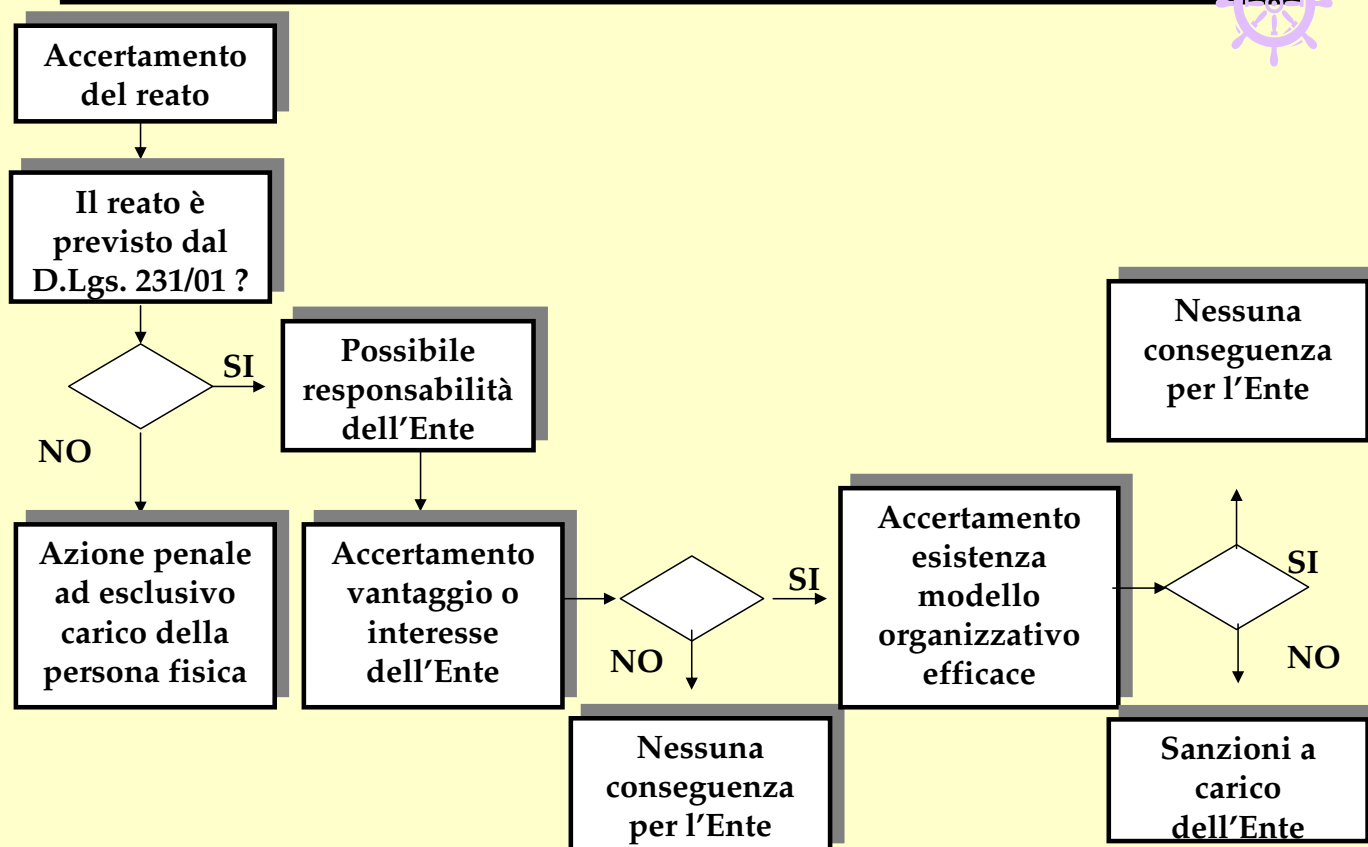 Accertamento
del reato
Il reato è
previsto dal
D.Lgs. 231/01 ?
SI
NO
Possibile
responsabilità
dell'Ente
Azione penale
ad esclusivo
carico della
persona fisica
Accertamento
vantaggio o
interesse
dell'Ente
SI
NO
Nessuna
conseguenza
per l'Ente
Accertamento
esistenza
modello
organizzativo
efficace
SI
NO
Nessuna
conseguenza
per l'Ente
Sanzioni a
carico
dell'Ente